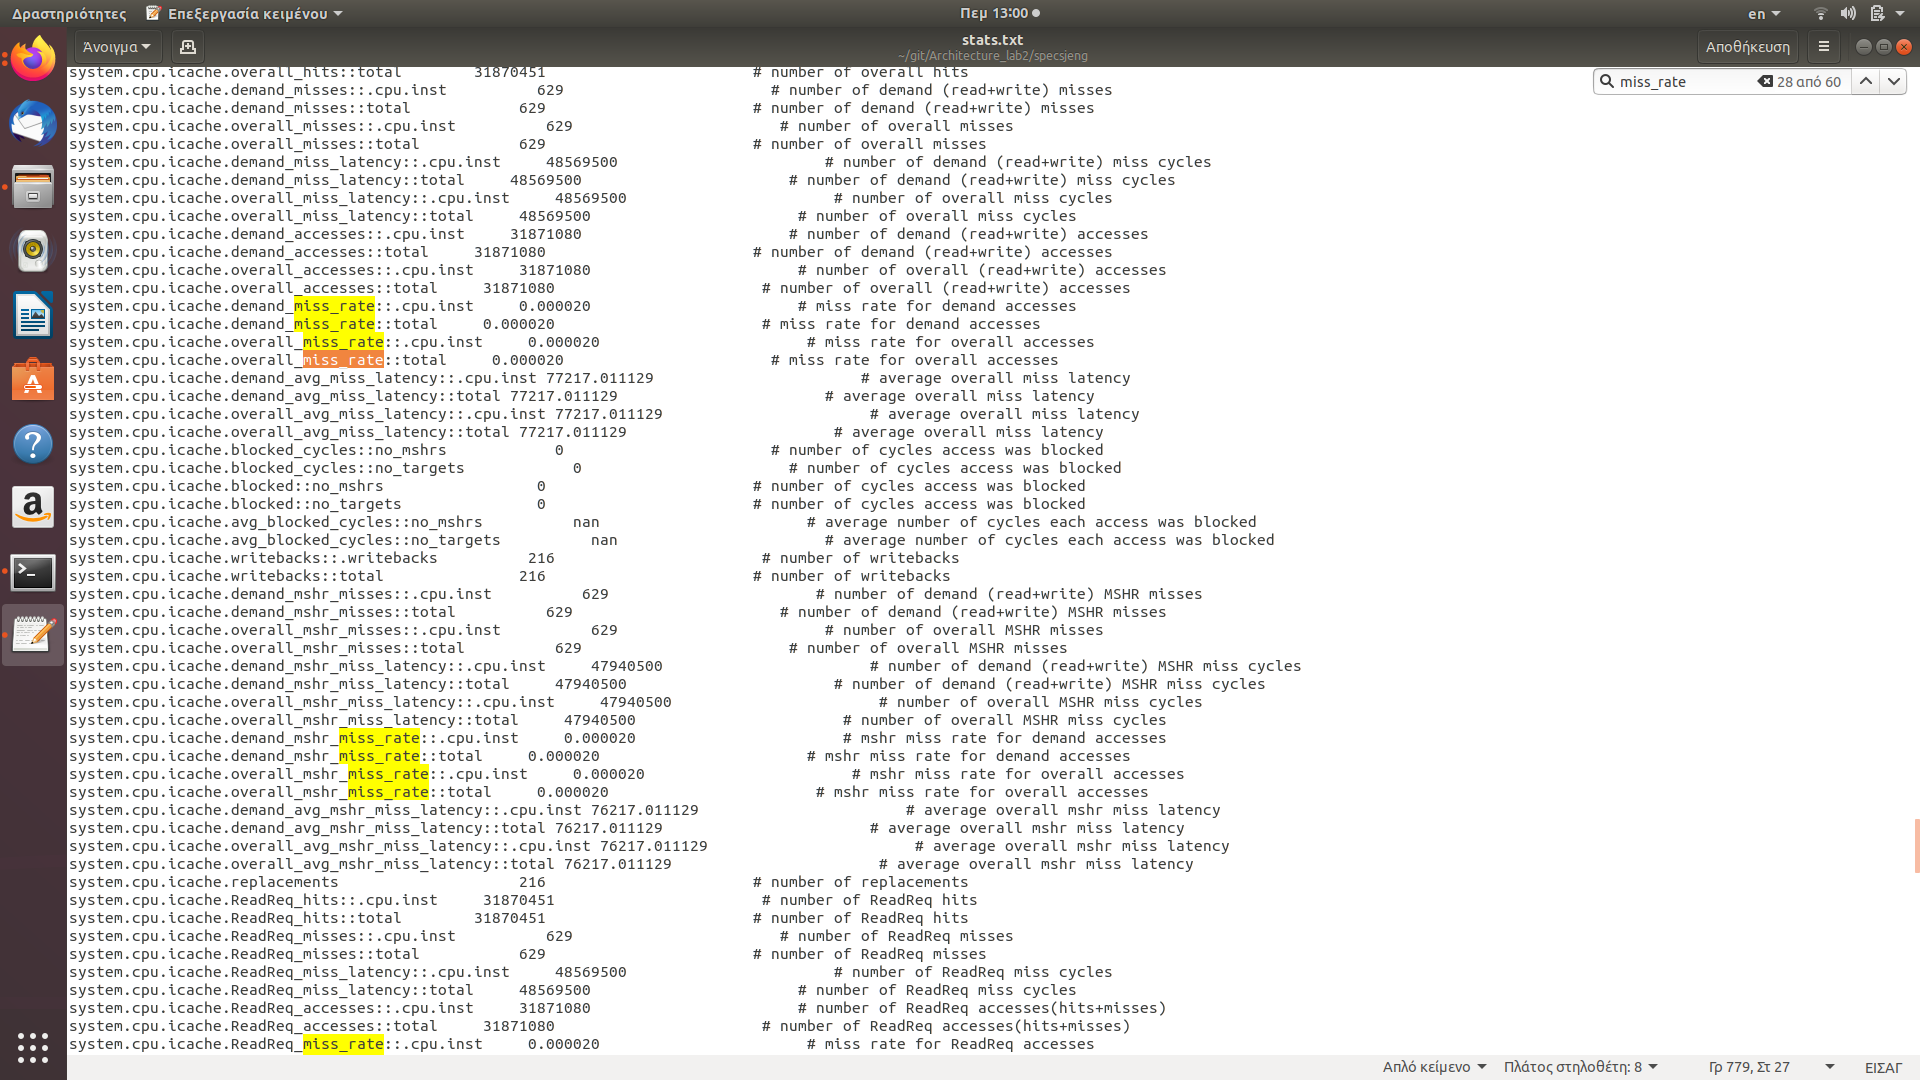 Δραστηριότητες Επεξεργασία κειμένου Πεμ 13:00 en
Άνοιγμα stats.txt Αποθήκευση
~/git/Architecture_lab2/specsjeng
miss_rate 28 από 60
system.cpu.icache.overall_hits::total 31870451 # number of overall hits
system.cpu.icache.demand_misses::.cpu.inst 629 # number of demand (read+write) misses
system.cpu.icache.demand_misses::total 629 # number of demand (read+write) misses
system.cpu.icache.overall_misses::.cpu.inst 629 # number of overall misses
system.cpu.icache.overall_misses::total 629 # number of overall misses
system.cpu.icache.demand_miss_latency::.cpu.inst 48569500 # number of demand (read+write) miss cycles
system.cpu.icache.demand_miss_latency::total 48569500 # number of demand (read+write) miss cycles
system.cpu.icache.overall_miss_latency::.cpu.inst 48569500 # number of overall miss cycles
system.cpu.icache.overall_miss_latency::total 48569500 # number of overall miss cycles
system.cpu.icache.demand_accesses::.cpu.inst 31871080 # number of demand (read+write) accesses
system.cpu.icache.demand_accesses::total 31871080 # number of demand (read+write) accesses
system.cpu.icache.overall_accesses::.cpu.inst 31871080 # number of overall (read+write) accesses
system.cpu.icache.overall_accesses::total 31871080 # number of overall (read+write) accesses
system.cpu.icache.demand_miss_rate::.cpu.inst 0.000020 # miss rate for demand accesses
system.cpu.icache.demand_miss_rate::total 0.000020 # miss rate for demand accesses
system.cpu.icache.overall_miss_rate::.cpu.inst 0.000020 # miss rate for overall accesses
system.cpu.icache.overall_miss_rate::total 0.000020 # miss rate for overall accesses
system.cpu.icache.demand_avg_miss_latency::.cpu.inst 77217.011129 # average overall miss latency
system.cpu.icache.demand_avg_miss_latency::total 77217.011129 # average overall miss latency
system.cpu.icache.overall_avg_miss_latency::.cpu.inst 77217.011129 # average overall miss latency
system.cpu.icache.overall_avg_miss_latency::total 77217.011129 # average overall miss latency
system.cpu.icache.blocked_cycles::no_mshrs 0 # number of cycles access was blocked
system.cpu.icache.blocked_cycles::no_targets 0 # number of cycles access was blocked
system.cpu.icache.blocked::no_mshrs 0 # number of cycles access was blocked
system.cpu.icache.blocked::no_targets 0 # number of cycles access was blocked
system.cpu.icache.avg_blocked_cycles::no_mshrs nan # average number of cycles each access was blocked
system.cpu.icache.avg_blocked_cycles::no_targets nan # average number of cycles each access was blocked
system.cpu.icache.writebacks::.writebacks 216 # number of writebacks
system.cpu.icache.writebacks::total 216 # number of writebacks
system.cpu.icache.demand_mshr_misses::.cpu.inst 629 # number of demand (read+write) MSHR misses
system.cpu.icache.demand_mshr_misses::total 629 # number of demand (read+write) MSHR misses
system.cpu.icache.overall_mshr_misses::.cpu.inst 629 # number of overall MSHR misses
system.cpu.icache.overall_mshr_misses::total 629 # number of overall MSHR misses
system.cpu.icache.demand_mshr_miss_latency::.cpu.inst 47940500 # number of demand (read+write) MSHR miss cycles
system.cpu.icache.demand_mshr_miss_latency::total 47940500 # number of demand (read+write) MSHR miss cycles
system.cpu.icache.overall_mshr_miss_latency::.cpu.inst 47940500 # number of overall MSHR miss cycles
system.cpu.icache.overall_mshr_miss_latency::total 47940500 # number of overall MSHR miss cycles
system.cpu.icache.demand_mshr_miss_rate::.cpu.inst 0.000020 # mshr miss rate for demand accesses
system.cpu.icache.demand_mshr_miss_rate::total 0.000020 # mshr miss rate for demand accesses
system.cpu.icache.overall_mshr_miss_rate::.cpu.inst 0.000020 # mshr miss rate for overall accesses
system.cpu.icache.overall_mshr_miss_rate::total 0.000020 # mshr miss rate for overall accesses
system.cpu.icache.demand_avg_mshr_miss_latency::.cpu.inst 76217.011129 # average overall mshr miss latency
system.cpu.icache.demand_avg_mshr_miss_latency::total 76217.011129 # average overall mshr miss latency
system.cpu.icache.overall_avg_mshr_miss_latency::.cpu.inst 76217.011129 # average overall mshr miss latency
system.cpu.icache.overall_avg_mshr_miss_latency::total 76217.011129 # average overall mshr miss latency
system.cpu.icache.replacements 216 # number of replacements
system.cpu.icache.ReadReq_hits::.cpu.inst 31870451 # number of ReadReq hits
system.cpu.icache.ReadReq_hits::total 31870451 # number of ReadReq hits
system.cpu.icache.ReadReq_misses::.cpu.inst 629 # number of ReadReq misses
system.cpu.icache.ReadReq_misses::total 629 # number of ReadReq misses
system.cpu.icache.ReadReq_miss_latency::.cpu.inst 48569500 # number of ReadReq miss cycles
system.cpu.icache.ReadReq_miss_latency::total 48569500 # number of ReadReq miss cycles
system.cpu.icache.ReadReq_accesses::.cpu.inst 31871080 # number of ReadReq accesses(hits+misses)
system.cpu.icache.ReadReq_accesses::total 31871080 # number of ReadReq accesses(hits+misses)
system.cpu.icache.ReadReq_miss_rate::.cpu.inst 0.000020 # miss rate for ReadReq accesses
Απλό κείμενο Πλάτος στηλοθέτη: 8 Γρ 779, Στ 27 ΕΙΣΑΓ